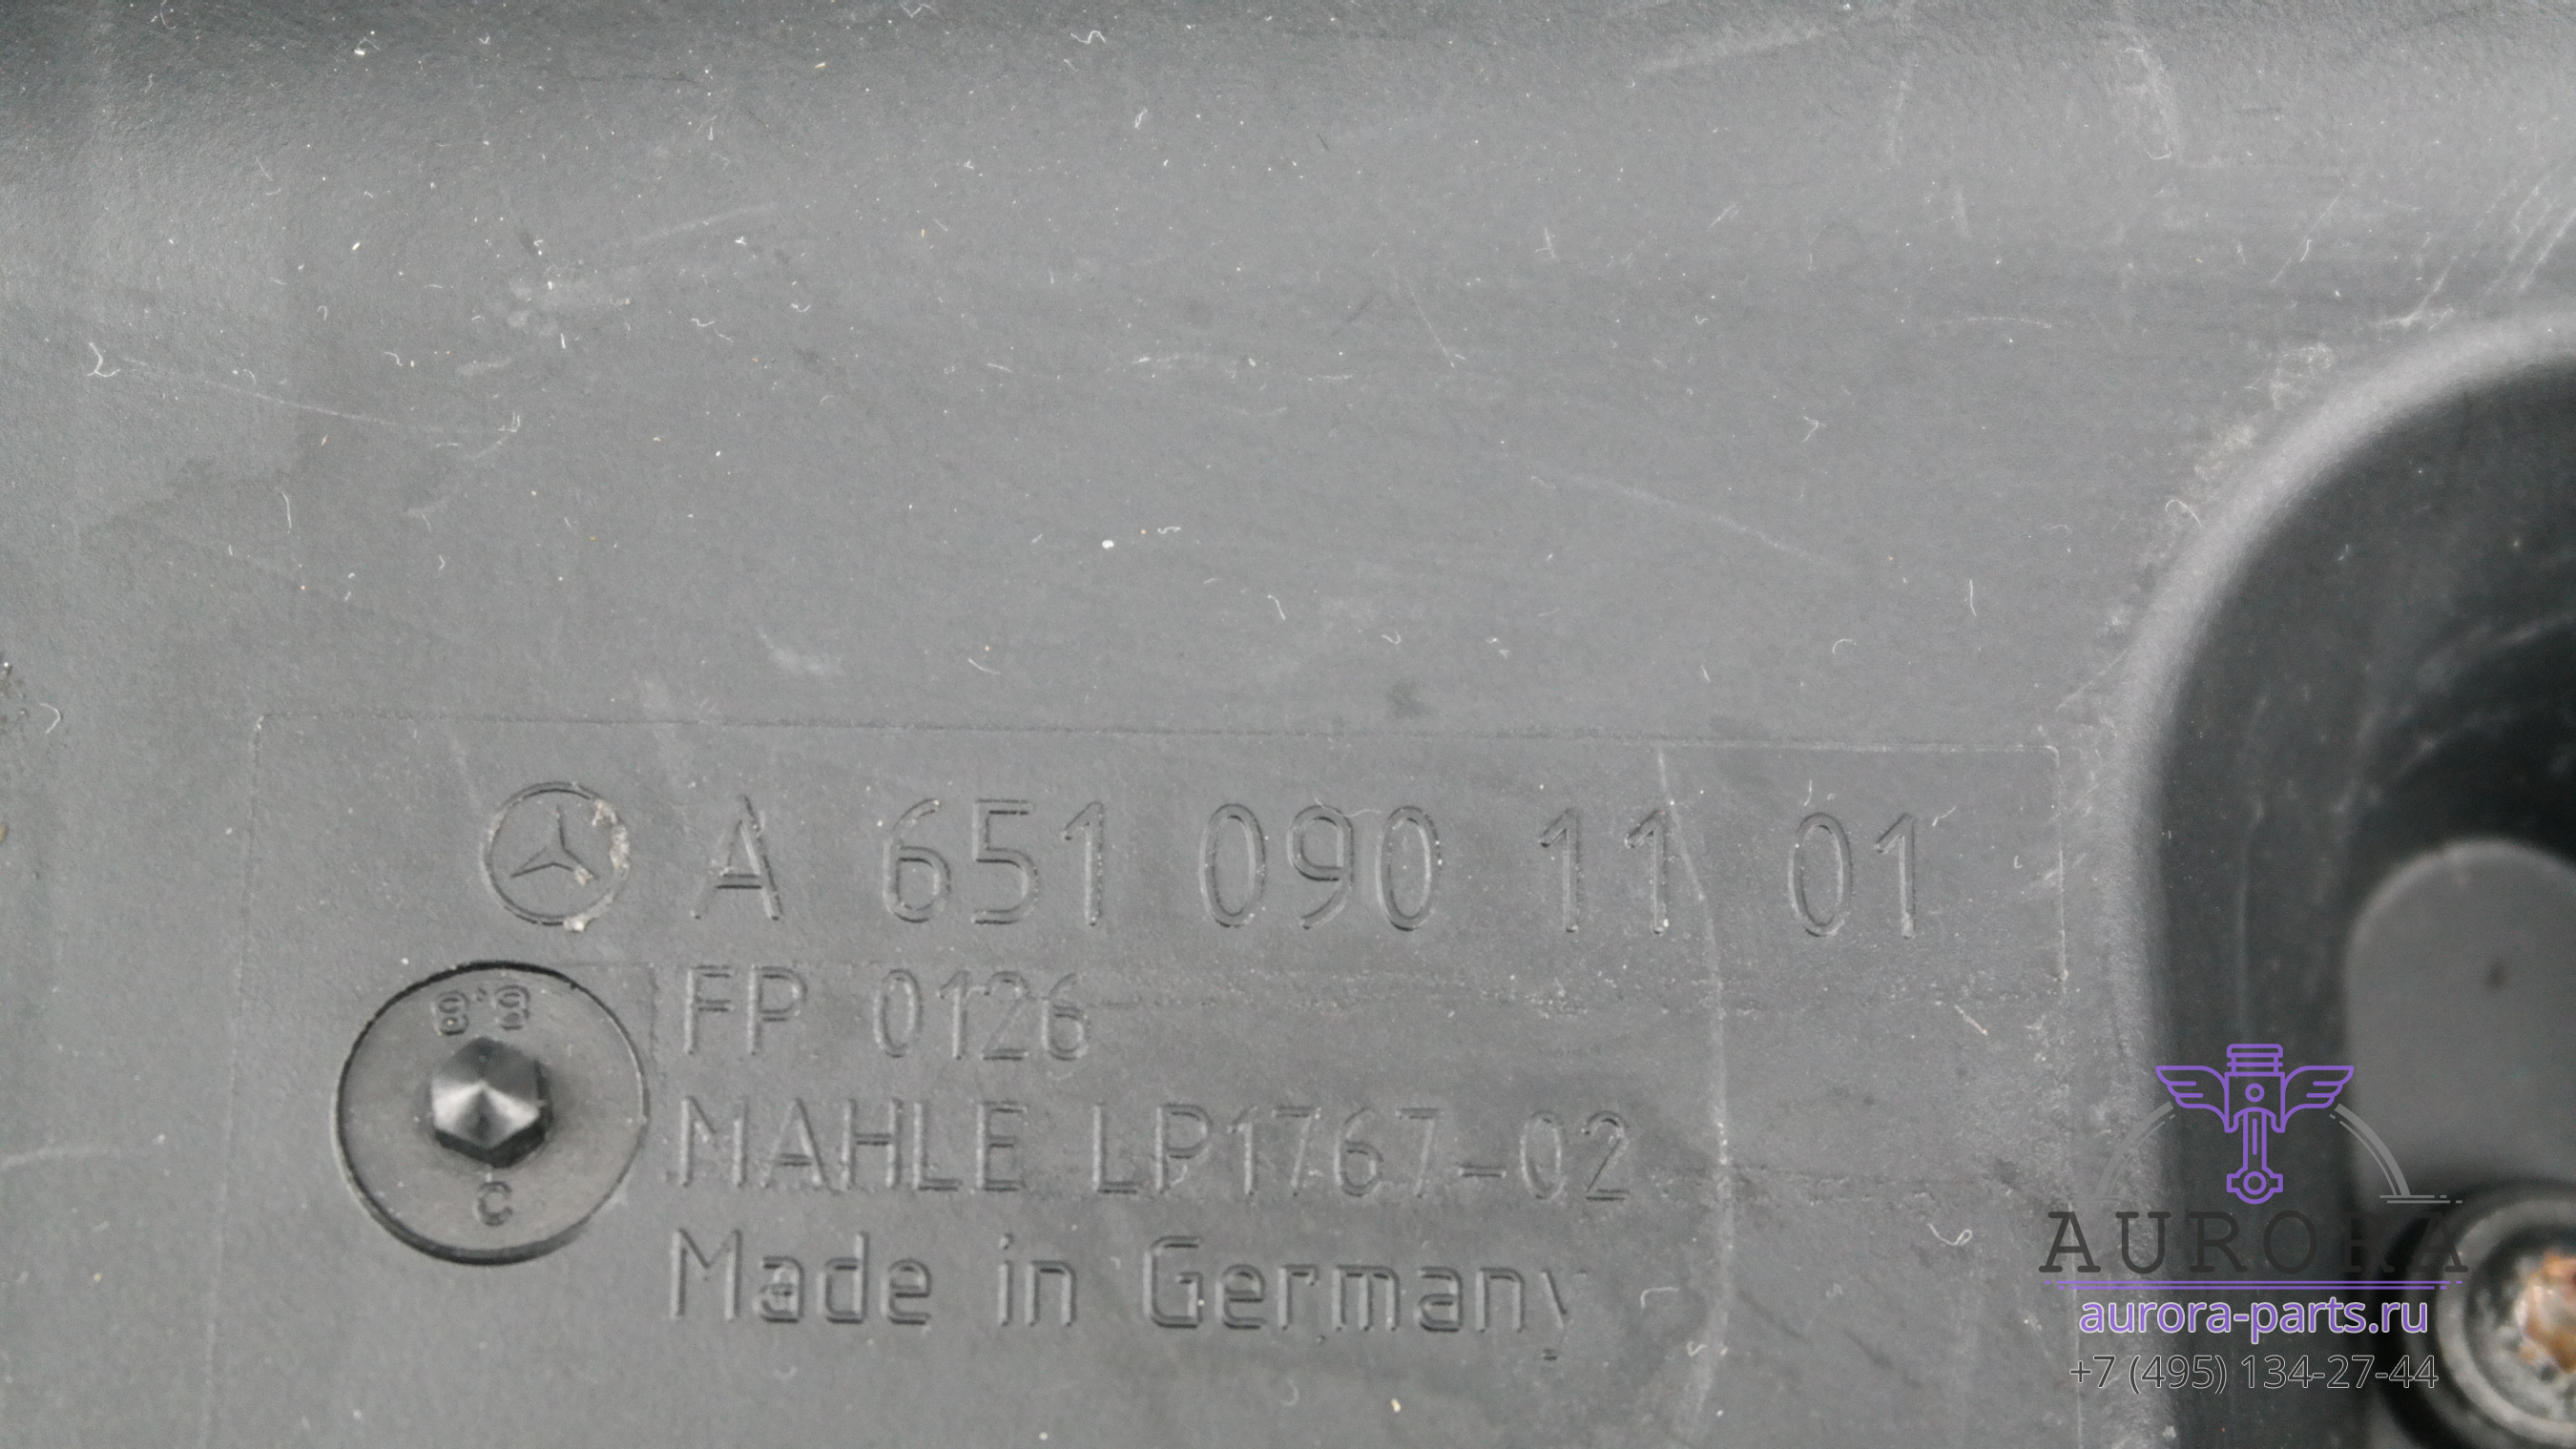 A 651 090 11 01
FP 0126
8.8
C
MAHLE LP1767-02
Made in Germany
AURORA
aurora-parts.ru
+7 (495) 134-27-44